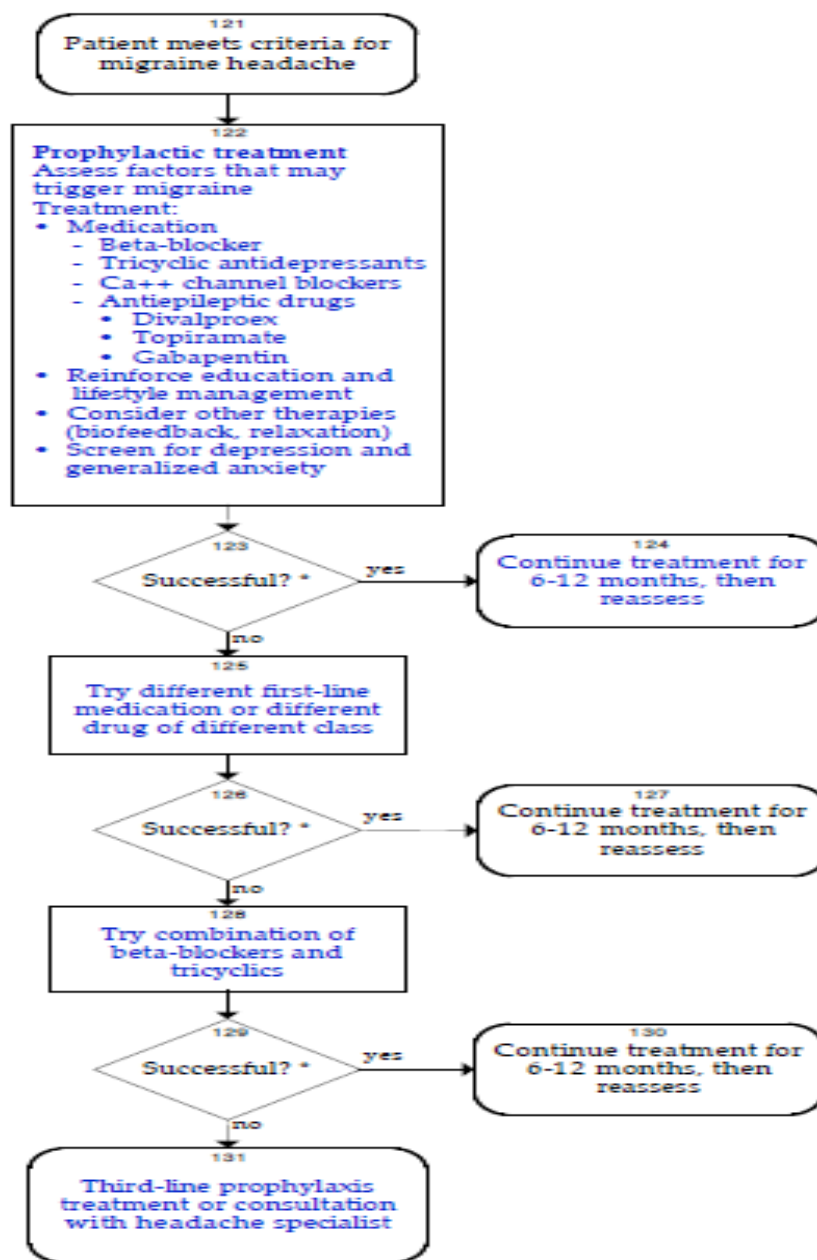 121
Patient meets criteria for
migraine headache
122
Prophylactic treatment
Assess factors that may
trigger migraine
Treatment:
• Medication
- Beta-blocker
- Tricyclic antidepressants
- Ca++ channel blockers
- Antiepileptic drugs
• Divalproex
• Topiramate
• Gabapentin
• Reinforce education and
lifestyle management
• Consider other therapies
(biofeedback, relaxation)
• Screen for depression and
generalized anxiety
123
Successful? *
yes
124
Continue treatment for
6-12 months, then
reassess
no
125
Try different first-line
medication or different
drug of different class
126
Successful? *
yes
127
Continue treatment for
6-12 months, then
reassess
no
128
Try combination of
beta-blockers and
tricyclics
129
Successful? *
yes
130
Continue treatment for
6-12 months, then
reassess
no
131
Third-line prophylaxis
treatment or consultation
with headache specialist